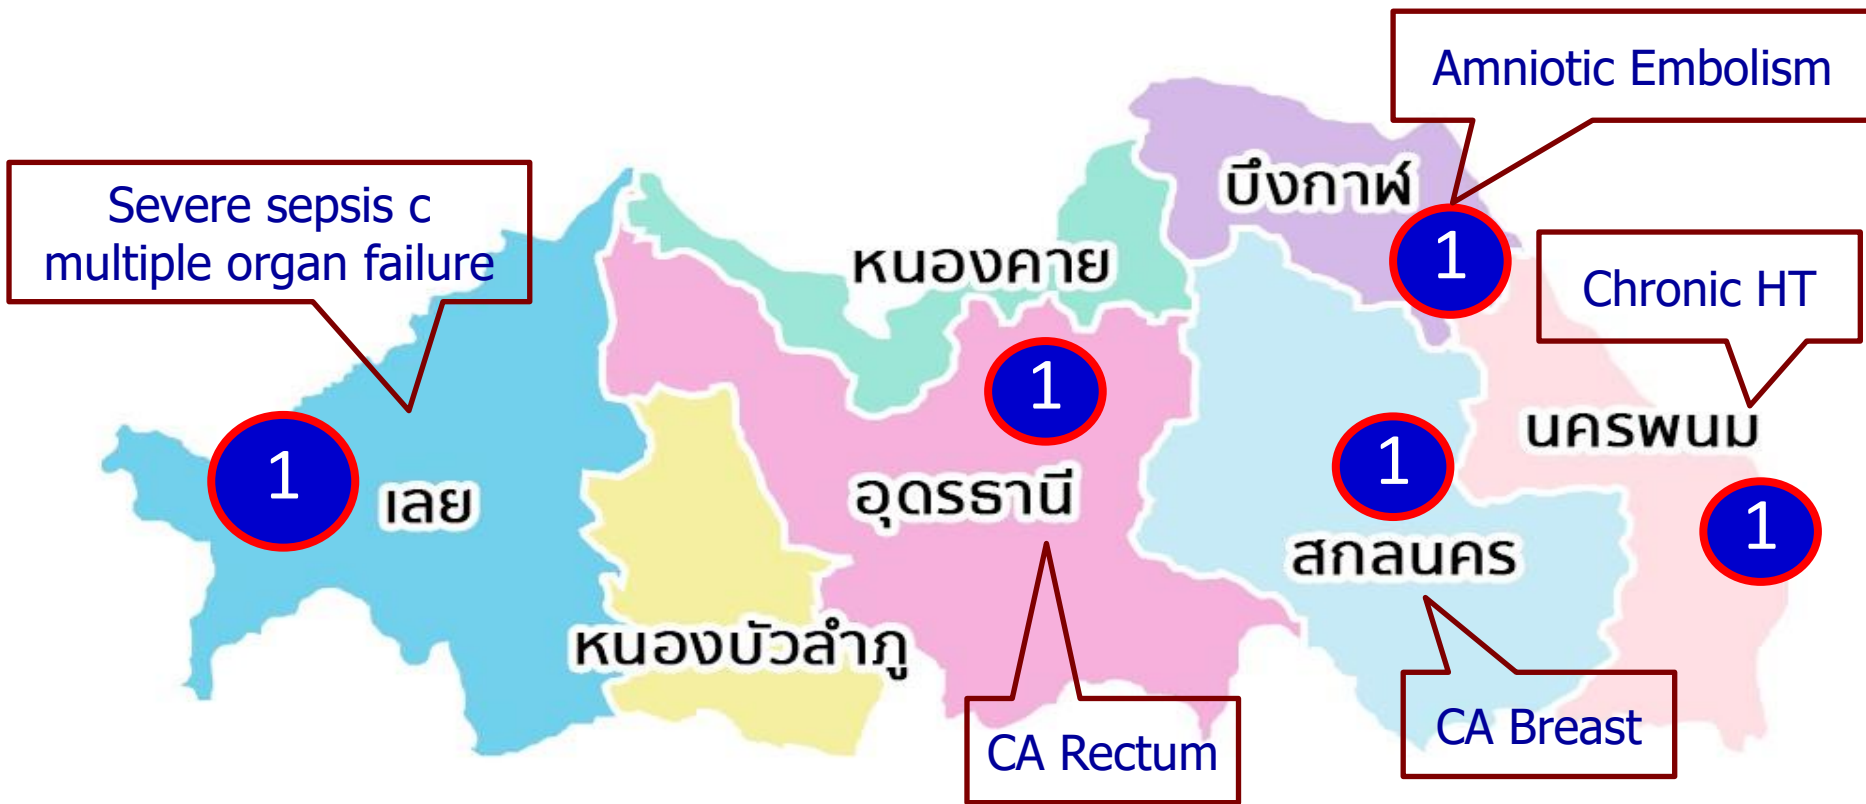 Amniotic Embolism
Severe sepsis c
multiple organ failure
บึงกาฬ
1
หนองคาย
Chronic HT
1
1
เลย
อุดรธานี
1
นครพนม
1
สกลนคร
หนองบัวลำภู
CA Rectum
CA Breast